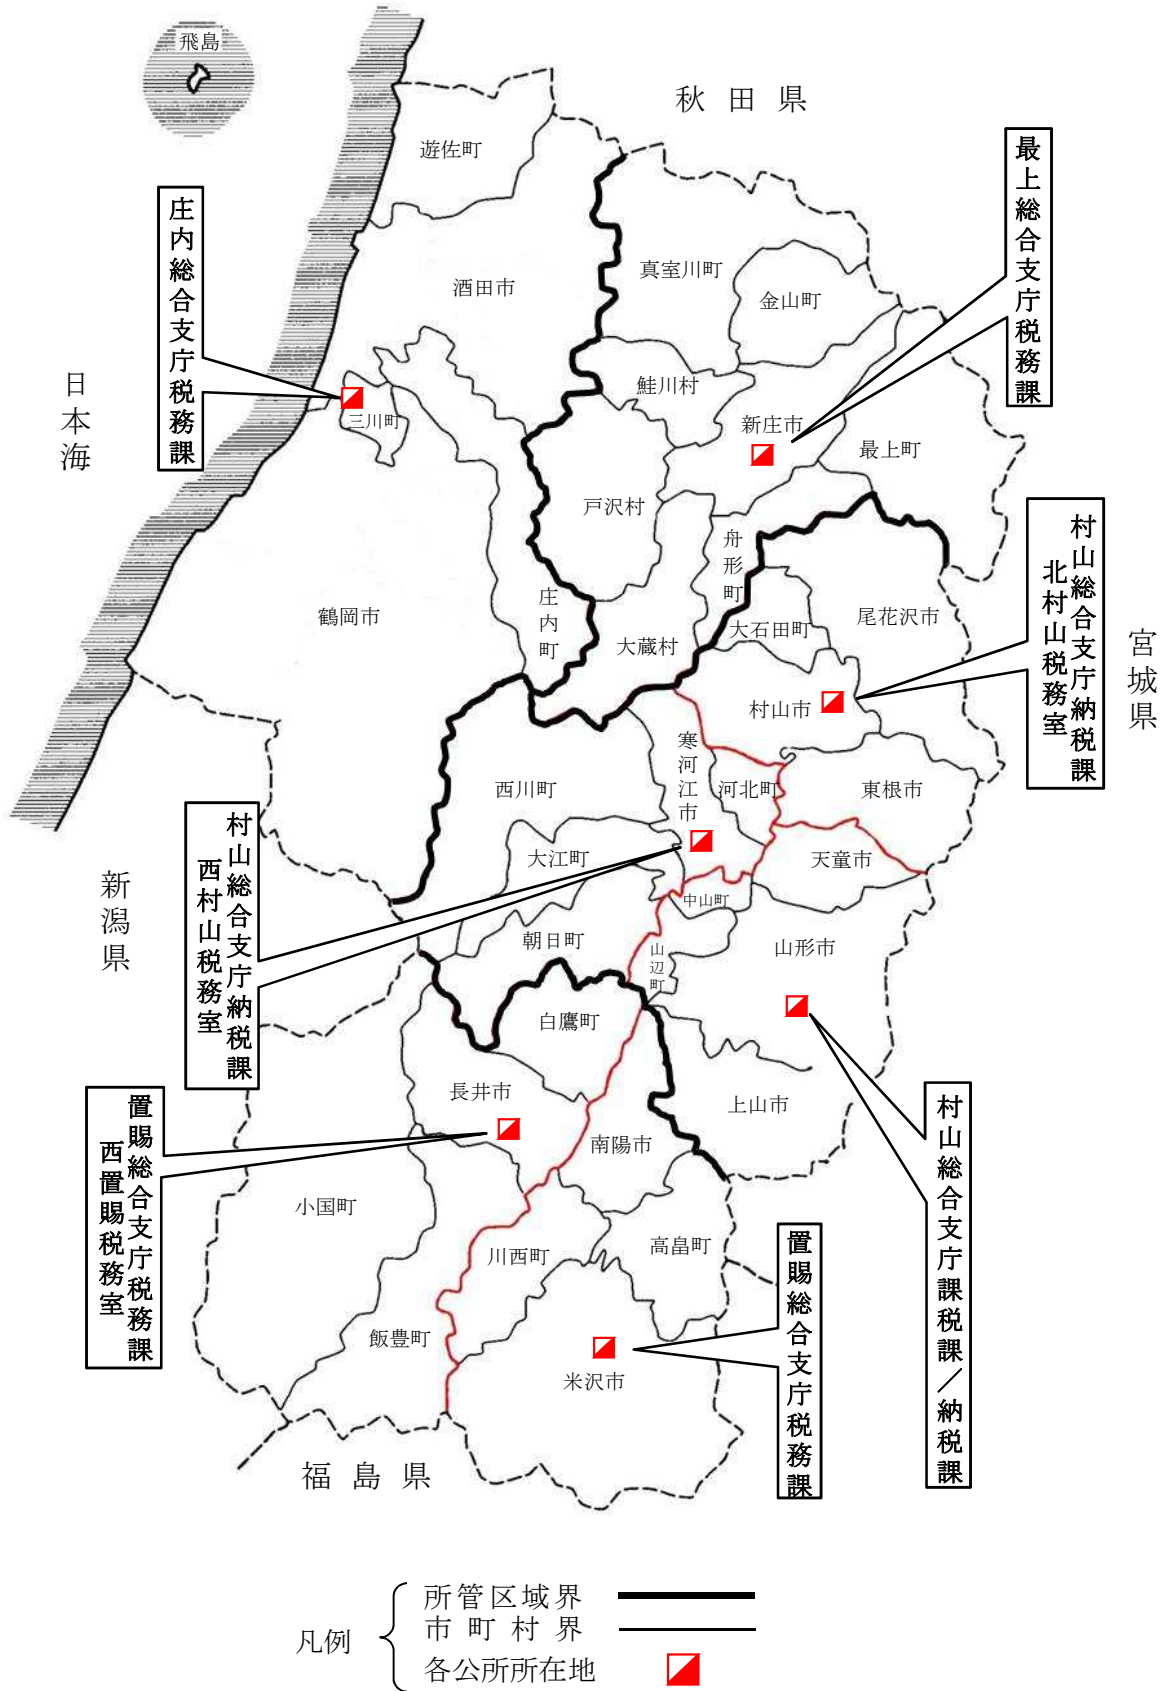 飛島
秋田県
遊佐町
最上総合支庁税務課
庄内総合支庁税務課
真室川町
酒田市
金山町
日本海
鮭川村
三川町
新庄市
最上町
戸沢村
村山総合支庁納税課
北村山税務室
舟形町
庄内町
鶴岡市
大石田町
尾花沢市
大蔵村
宮城県
村山市
寒河江市
西川町
河北町
東根市
村山総合支庁納税課
西村山税務室
大江町
天童市
新潟県
中山町
朝日町
山辺町
山形市
白鷹町
長井市
上山市
村山総合支庁課税課/納税課
置賜総合支庁税務課
西置賜税務室
南陽市
小国町
川西町
高畠町
置賜総合支庁税務課
飯豊町
米沢市
福島県
凡例
所管区域界
市町村界
各公所所在地